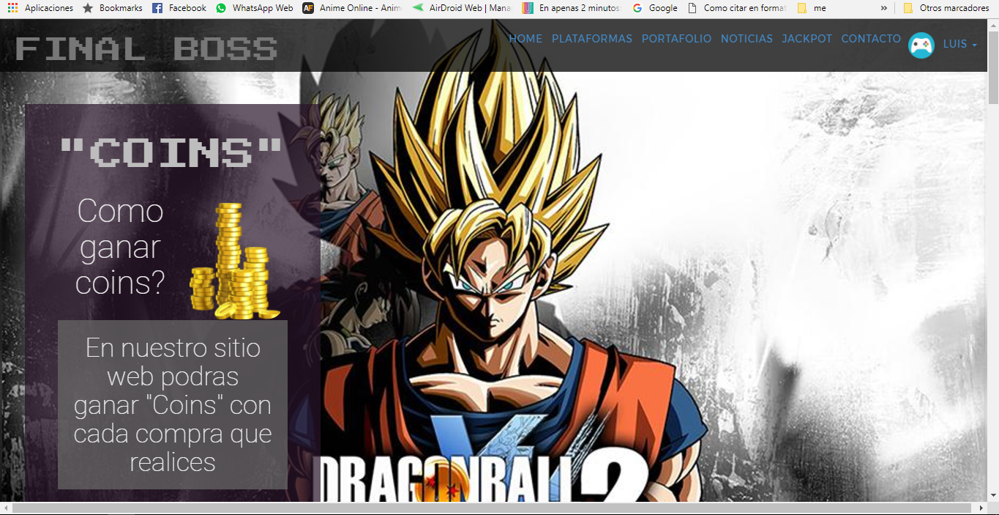 Aplicaciones Bookmarks Facebook WhatsApp Web Anime Online - Anim AirDroid Web | Mana En apenas 2 minutos: Google Como citar en format me » Otros marcadores
FINAL BOSS
HOME PLATAFORMAS PORTAFOLIO NOTICIAS JACKPOT CONTACTO LUIS
"COINS"
Como
ganar
coins?
En nuestro sitio
web podras
ganar "Coins" con
cada compra que
realices
DRAGONBALL
XV 2